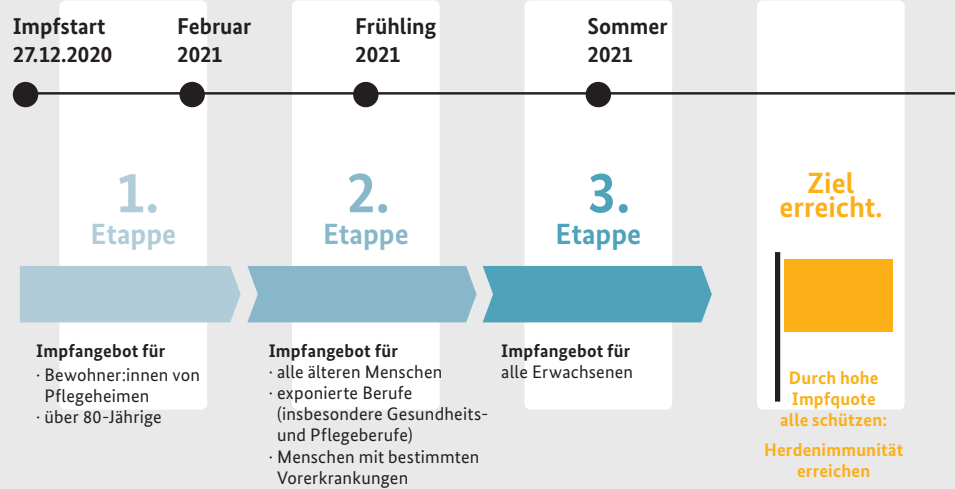 Impfstart
27.12.2020
Februar
2021
Frühling
2021
Sommer
2021
1.
Etappe
2.
Etappe
3.
Etappe
Ziel
erreicht.
Impfangebot für
· Bewohner:innen von
Pflegeheimen
· über 80-Jährige
Impfangebot für
· alle älteren Menschen
· exponierte Berufe
(insbesondere Gesundheits-
und Pflegeberufe)
· Menschen mit bestimmten
Vorerkrankungen
Impfangebot für
alle Erwachsenen
Durch hohe
Impfquote
alle schützen:
Herdenimmunität
erreichen